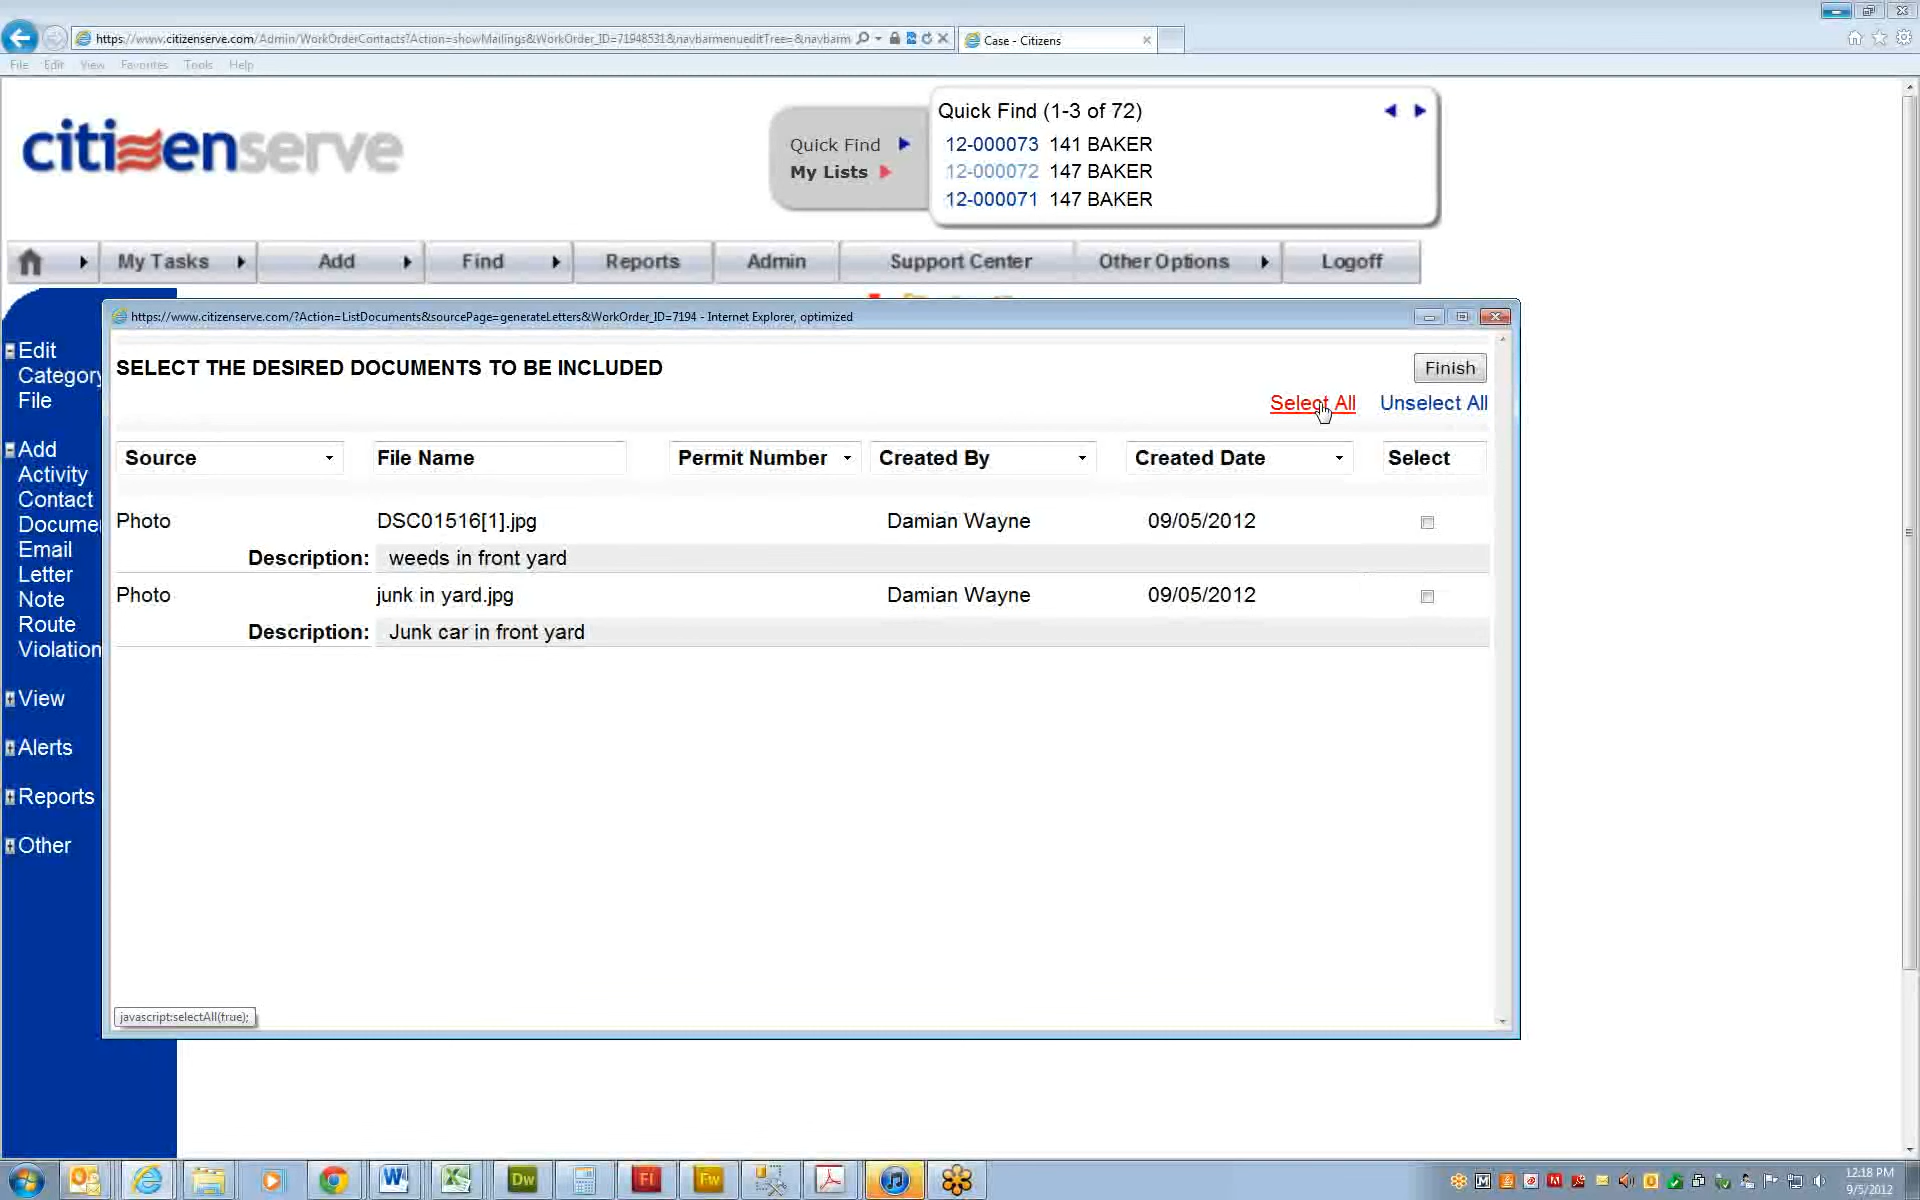 https://www.citizenserve.com/Admin/WorkOrderContacts?Action=showMailings&WorkOrder_ID=71948531&navbarmenueditTree=&navbarm
Case - Citizens
File Edit View Favorites Tools Help
citizenserve
Quick Find
My Lists
Quick Find (1-3 of 72)
12-000073 141 BAKER
12-000072 147 BAKER
12-000071 147 BAKER
My Tasks Add Find Reports Admin Support Center Other Options Logoff
https://www.citizenserve.com/?Action=ListDocuments&sourcePage=generateLetters&WorkOrder_ID=7194 - Internet Explorer, optimized
Edit
Category
File
Add
Activity
Contact
Docume
Email
Letter
Note
Route
Violation
View
Alerts
Reports
Other
SELECT THE DESIRED DOCUMENTS TO BE INCLUDED
Finish
Select All Unselect All
Source File Name Permit Number Created By Created Date Select
Photo DSC01516[1].jpg Damian Wayne 09/05/2012
Description: weeds in front yard
Photo junk in yard.jpg Damian Wayne 09/05/2012
Description: Junk car in front yard
javascript:selectAll(true);
Dw
Fw
12:18 PM
9/5/2012